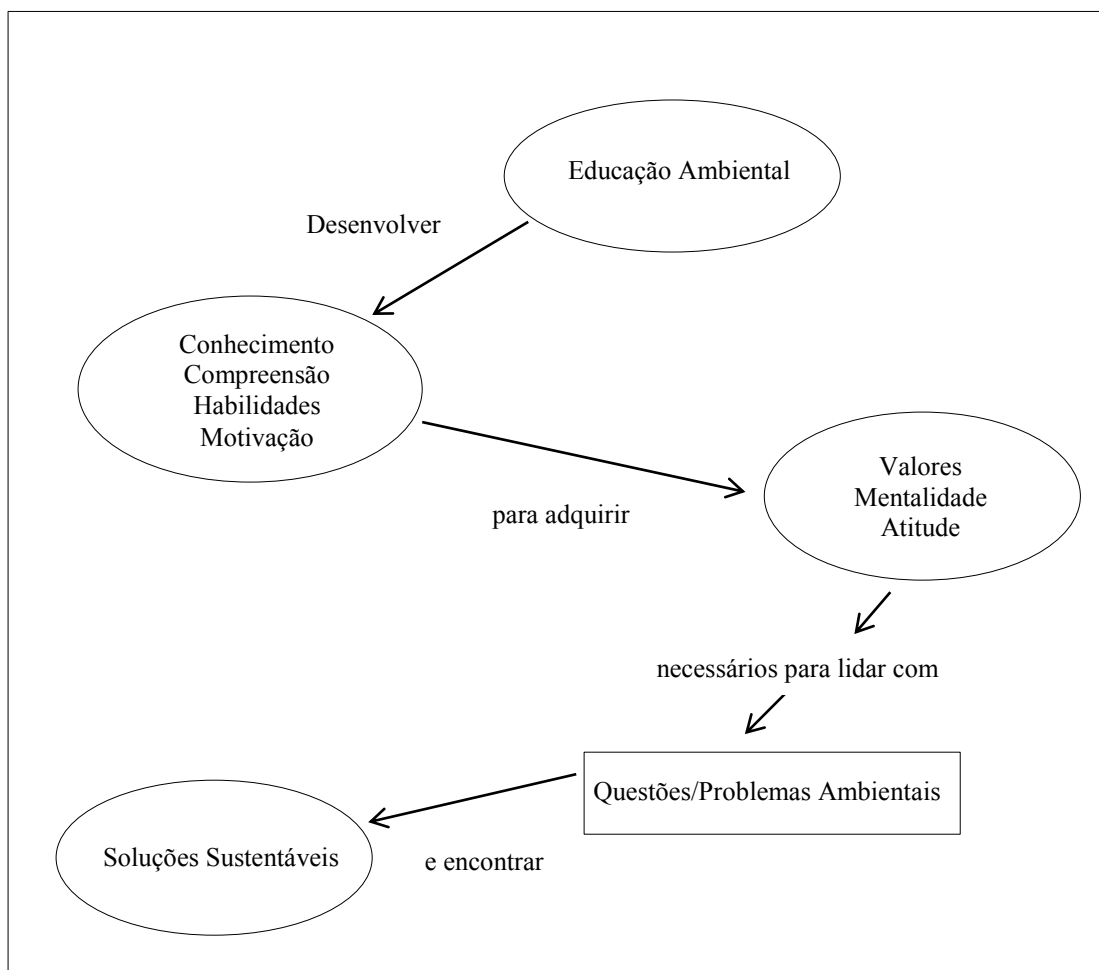 Educação Ambiental
Desenvolver
Conhecimento
Compreensão
Habilidades
Motivação
para adquirir
Valores
Mentalidade
Atitude
necessários para lidar com
Questões/Problemas Ambientais
e encontrar
Soluções Sustentáveis